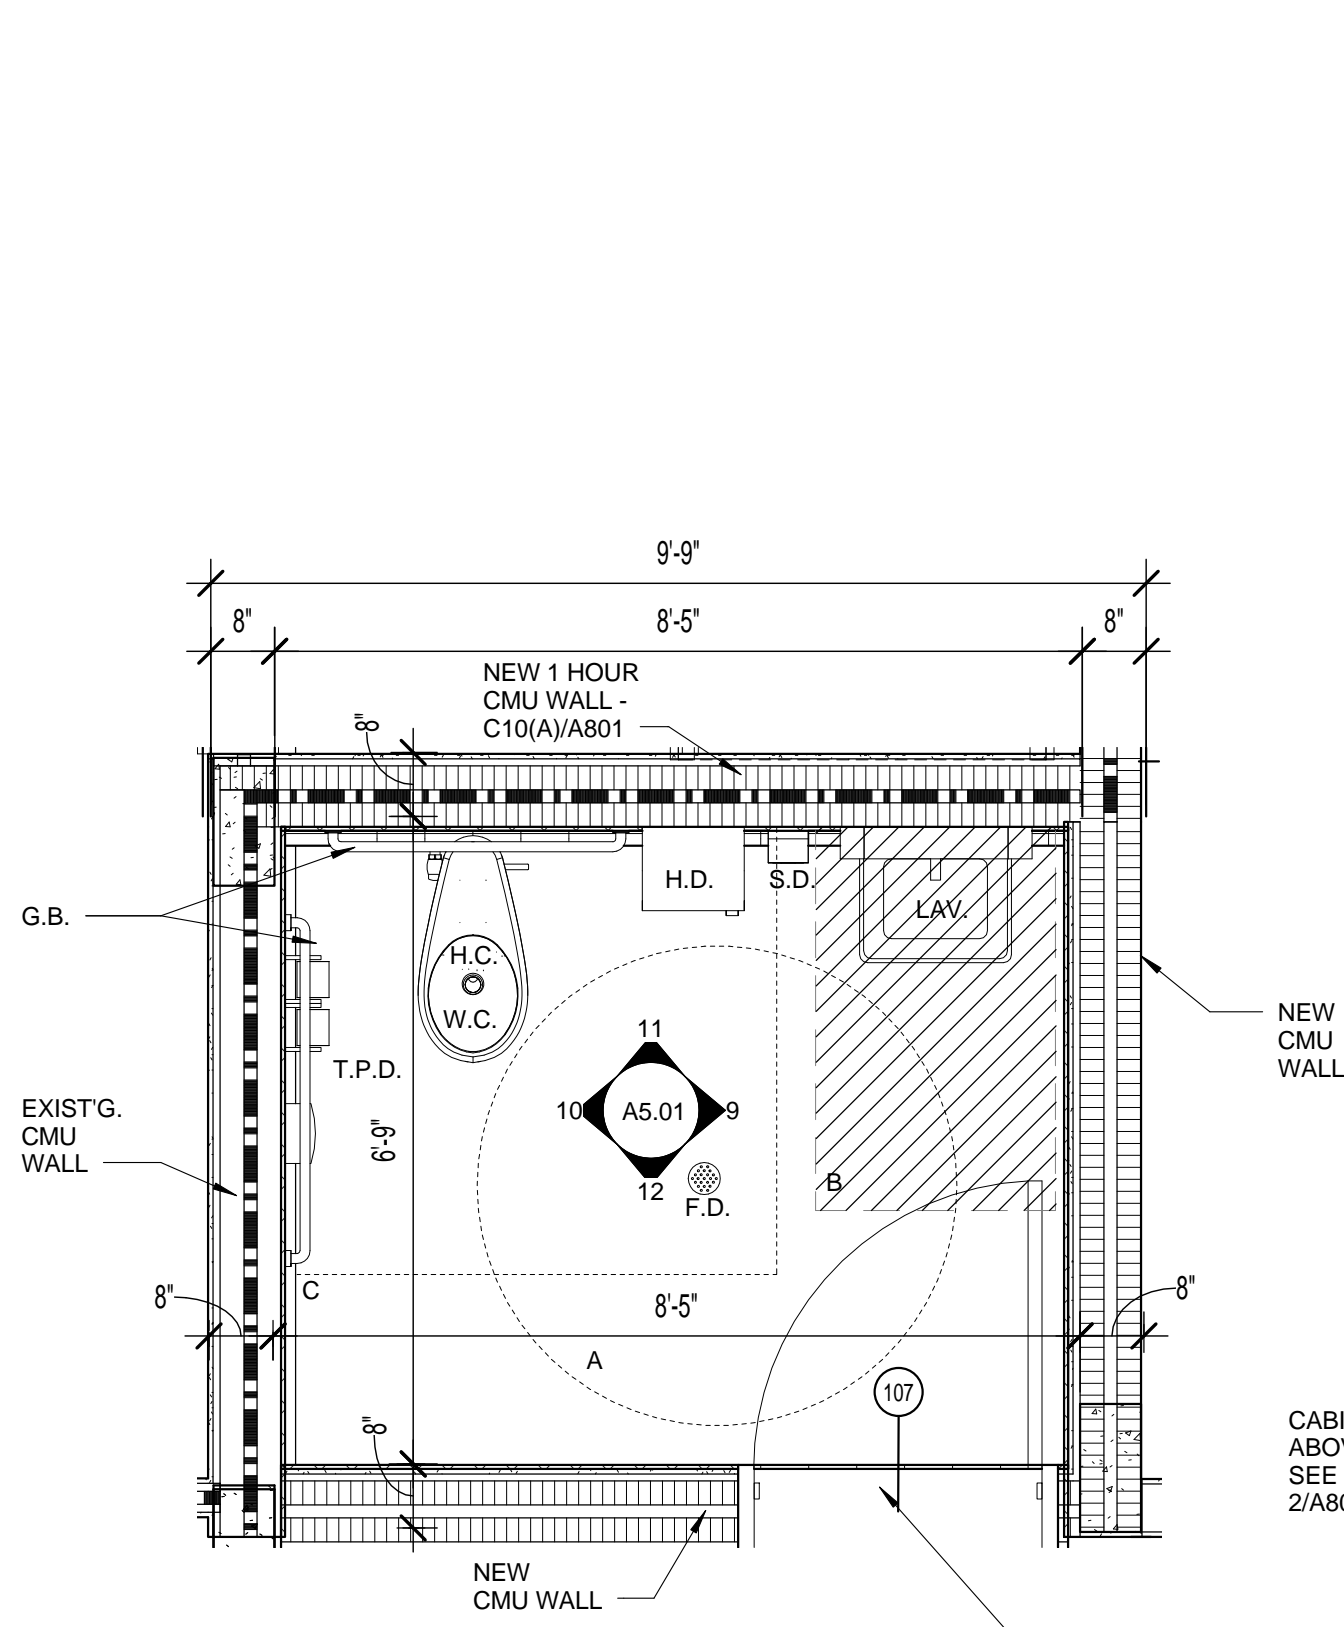 9'-9"
8"
8'-5"
8"
NEW 1 HOUR
CMU WALL -
C10(A)/A801
8"
G.B.
H.D.
S.D.
LAV.
H.C.
W.C.
T.P.D.
6'-9"
11
10
A5.01
9
12
F.D.
B
NEW
CMU
WALL
EXIST'G.
CMU
WALL
C
8"
8'-5"
8"
A
107
8"
NEW
CMU WALL